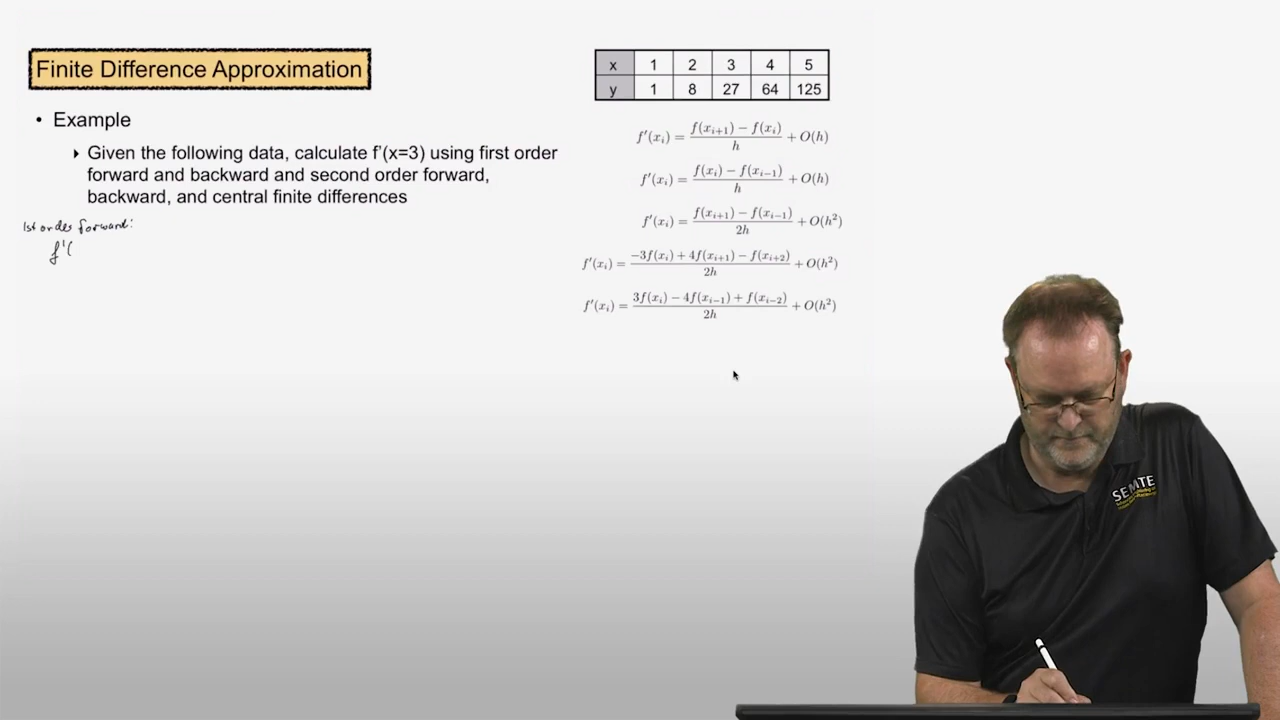 Finite Difference Approximation
• Example
‣ Given the following data, calculate f’(x=3) using first order
forward and backward and second order forward,
backward, and central finite differences
1st order forward:
f'(
x 1 2 3 4 5
y 1 8 27 64 125
f′(xᵢ) = (f(xᵢ₊₁) − f(xᵢ))/h + O(h)
f′(xᵢ) = (f(xᵢ) − f(xᵢ₋₁))/h + O(h)
f′(xᵢ) = (f(xᵢ₊₁) − f(xᵢ₋₁))/2h + O(h²)
f′(xᵢ) = (−3f(xᵢ) + 4f(xᵢ₊₁) − f(xᵢ₊₂))/2h + O(h²)
f′(xᵢ) = (3f(xᵢ) − 4f(xᵢ₋₁) + f(xᵢ₋₂))/2h + O(h²)
SEMTE